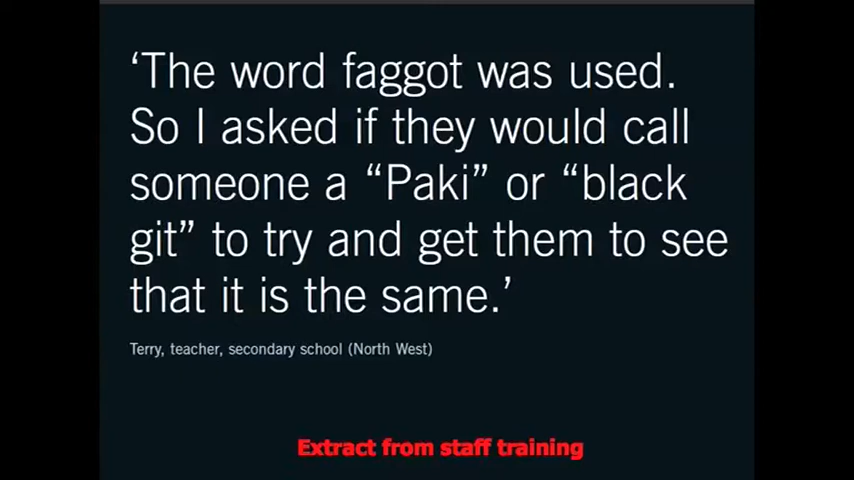 ‘The word faggot was used.
So I asked if they would call
someone a “Paki” or “black
git” to try and get them to see
that it is the same.’
Terry, teacher, secondary school (North West)
Extract from staff training